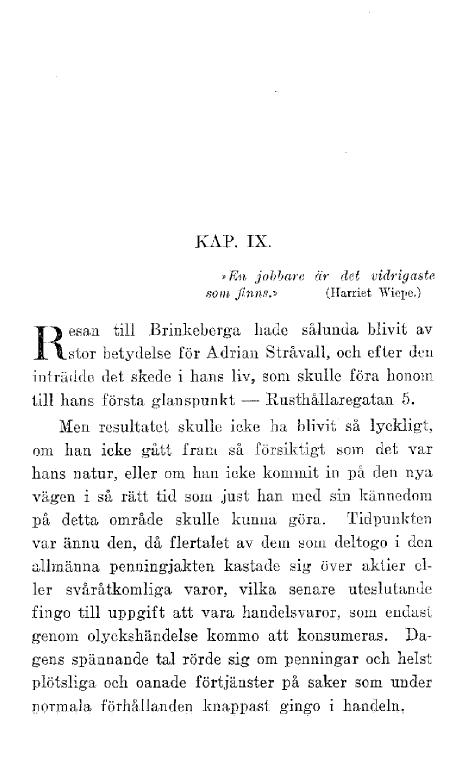 KAP. IX.
»En jobbare är det vidrigaste
som finns.» (Harriet Wiepe.)
Resan till Brinkeberga hade sålunda blivit av
stor betydelse för Adrian Stråvall, och efter den
inträdde det skede i hans liv, som skulle föra honom
till hans första glanspunkt — Rusthållaregatan 5.
Men resultatet skulle icke ha blivit så lyckligt,
om han icke gått fram så försiktigt som det var
hans natur, eller om han icke kommit in på den nya
vägen i så rätt tid som just han med sin kännedom
på detta område skulle kunna göra. Tidpunkten
var ännu den, då flertalet av dem som deltogo i den
allmänna penningjakten kastade sig över aktier el-
ler svåråtkomliga varor, vilka senare uteslutande
fingo till uppgift att vara handelsvaror, som endast
genom olyckshändelse kommo att konsumeras. Da-
gens spännande tal rörde sig om penningar och helst
plötsliga och oanade förtjänster på saker som under
normala förhållanden knappast gingo i handeln,